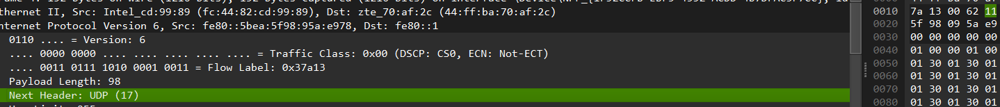 Ethernet II, Src: Intel_cd:99:89 (fc:44:82:cd:99:89), Dst: zte_70:af:2c (44:ff:ba:70:af:2c)
nternet Protocol Version 6, Src: fe80::5bea:5f98:95a:e978, Dst: fe80::1
0110 .... = Version: 6
.... 0000 0000 .... .... .... .... .... = Traffic Class: 0x00 (DSCP: CS0, ECN: Not-ECT)
.... 0011 0111 1010 0001 0011 = Flow Label: 0x37a13
Payload Length: 98
Next Header: UDP (17)
0010 7a 13 00 62 11
0020 5f 98 09 5a e9
0030 00 00 00 00 00
0040 01 00 00 01 00
0050 01 30 01 30 01
0060 01 30 01 30 01
0070 01 30 01 30 01
0080 01 30 01 30 01